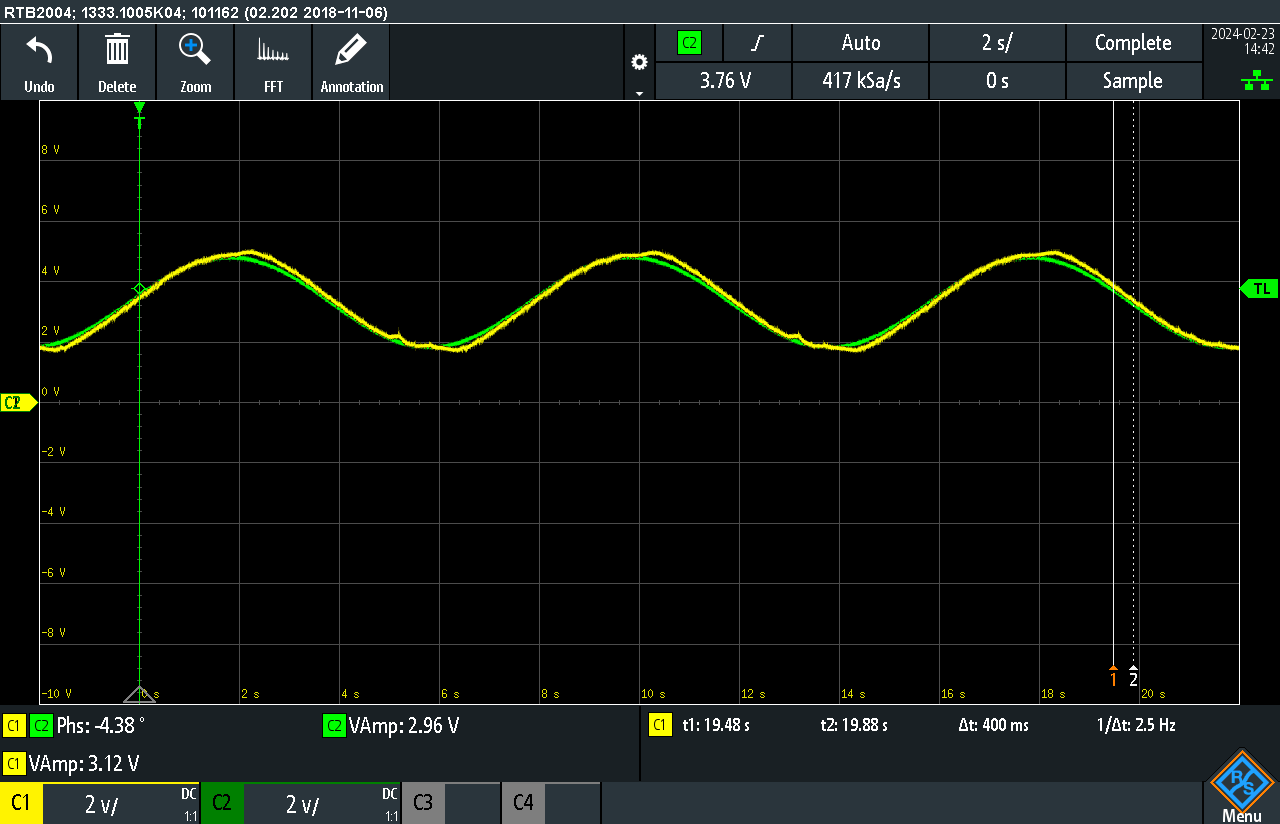 RTB2004; 1333.1005K04; 101162 (02.202 2018-11-06)
Undo
Delete
Zoom
FFT
Annotation
C2
Auto
2 s/
Complete
3.76 V
417 kSa/s
0 s
Sample
2024-02-23
14:42
T
8 V
6 V
4 V
2 V
0 V
-2 V
-4 V
-6 V
-8 V
-10 V
TL
0 s
2 s
4 s
6 s
8 s
10 s
12 s
14 s
16 s
18 s
20 s
1
2
C1 C2 Phs: -4.38 °
C2 VAmp: 2.96 V
C1 t1: 19.48 s t2: 19.88 s Δt: 400 ms 1/Δt: 2.5 Hz
C1 VAmp: 3.12 V
C1 2 V/ DC 1:1
C2 2 V/ DC 1:1
C3
C4
R S
Menu